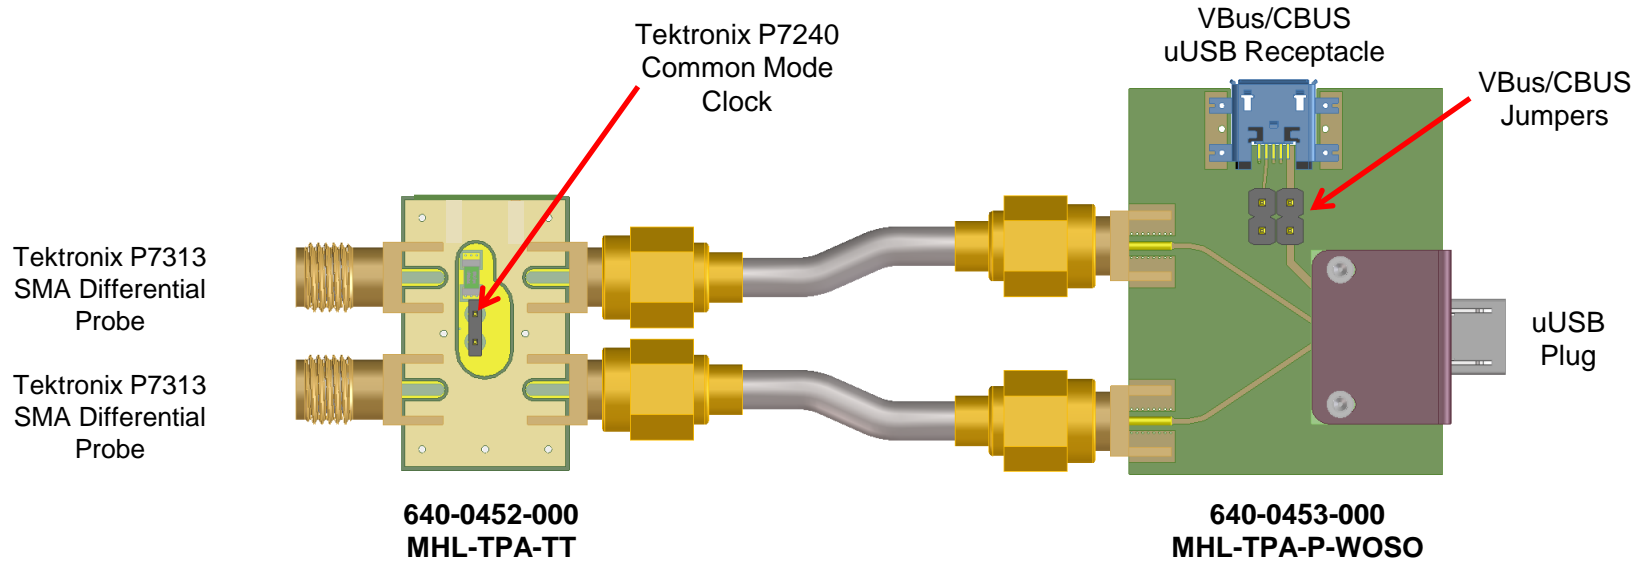 Tektronix P7240
Common Mode
Clock
VBus/CBUS
uUSB Receptacle
VBus/CBUS
Jumpers
Tektronix P7313
SMA Differential
Probe
uUSB
Plug
Tektronix P7313
SMA Differential
Probe
640-0452-000
MHL-TPA-TT
640-0453-000
MHL-TPA-P-WOSO